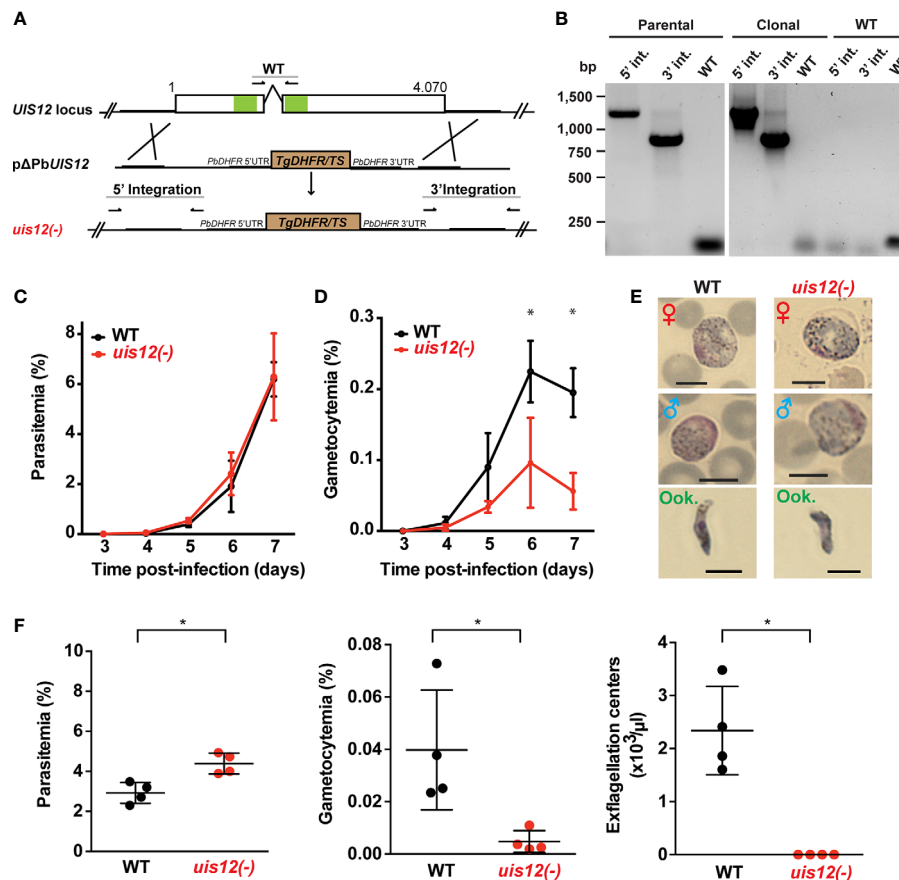 A
WT
1
4.070
UIS12 locus
pΔPbUIS12
PbDHFR 5'UTR
TgDHFR/TS
PbDHFR 3'UTR
5' Integration
3'Integration
uis12(-)
PbDHFR 5'UTR
TgDHFR/TS
PbDHFR 3'UTR
B
Parental
Clonal
WT
bp
5' int.
3' int.
WT
5' int.
3' int.
WT
5' int.
3' int.
WT
1,500
1,000
750
500
250
C
WT
uis12(-)
Parasitemia (%)
8
6
4
2
0
3 4 5 6 7
Time post-infection (days)
D
WT
uis12(-)
* *
Gametocytemia (%)
0.3
0.2
0.1
0.0
3 4 5 6 7
Time post-infection (days)
E
WT
uis12(-)
♀ ♀
♂ ♂
Ook.
Ook.
F
*
Parasitemia (%)
10
8
6
4
2
0
WT
uis12(-)
*
Gametocytemia (%)
0.08
0.06
0.04
0.02
0.00
WT
uis12(-)
*
Exflagellation centers
(x10³/µl)
4
3
2
1
0
WT
uis12(-)